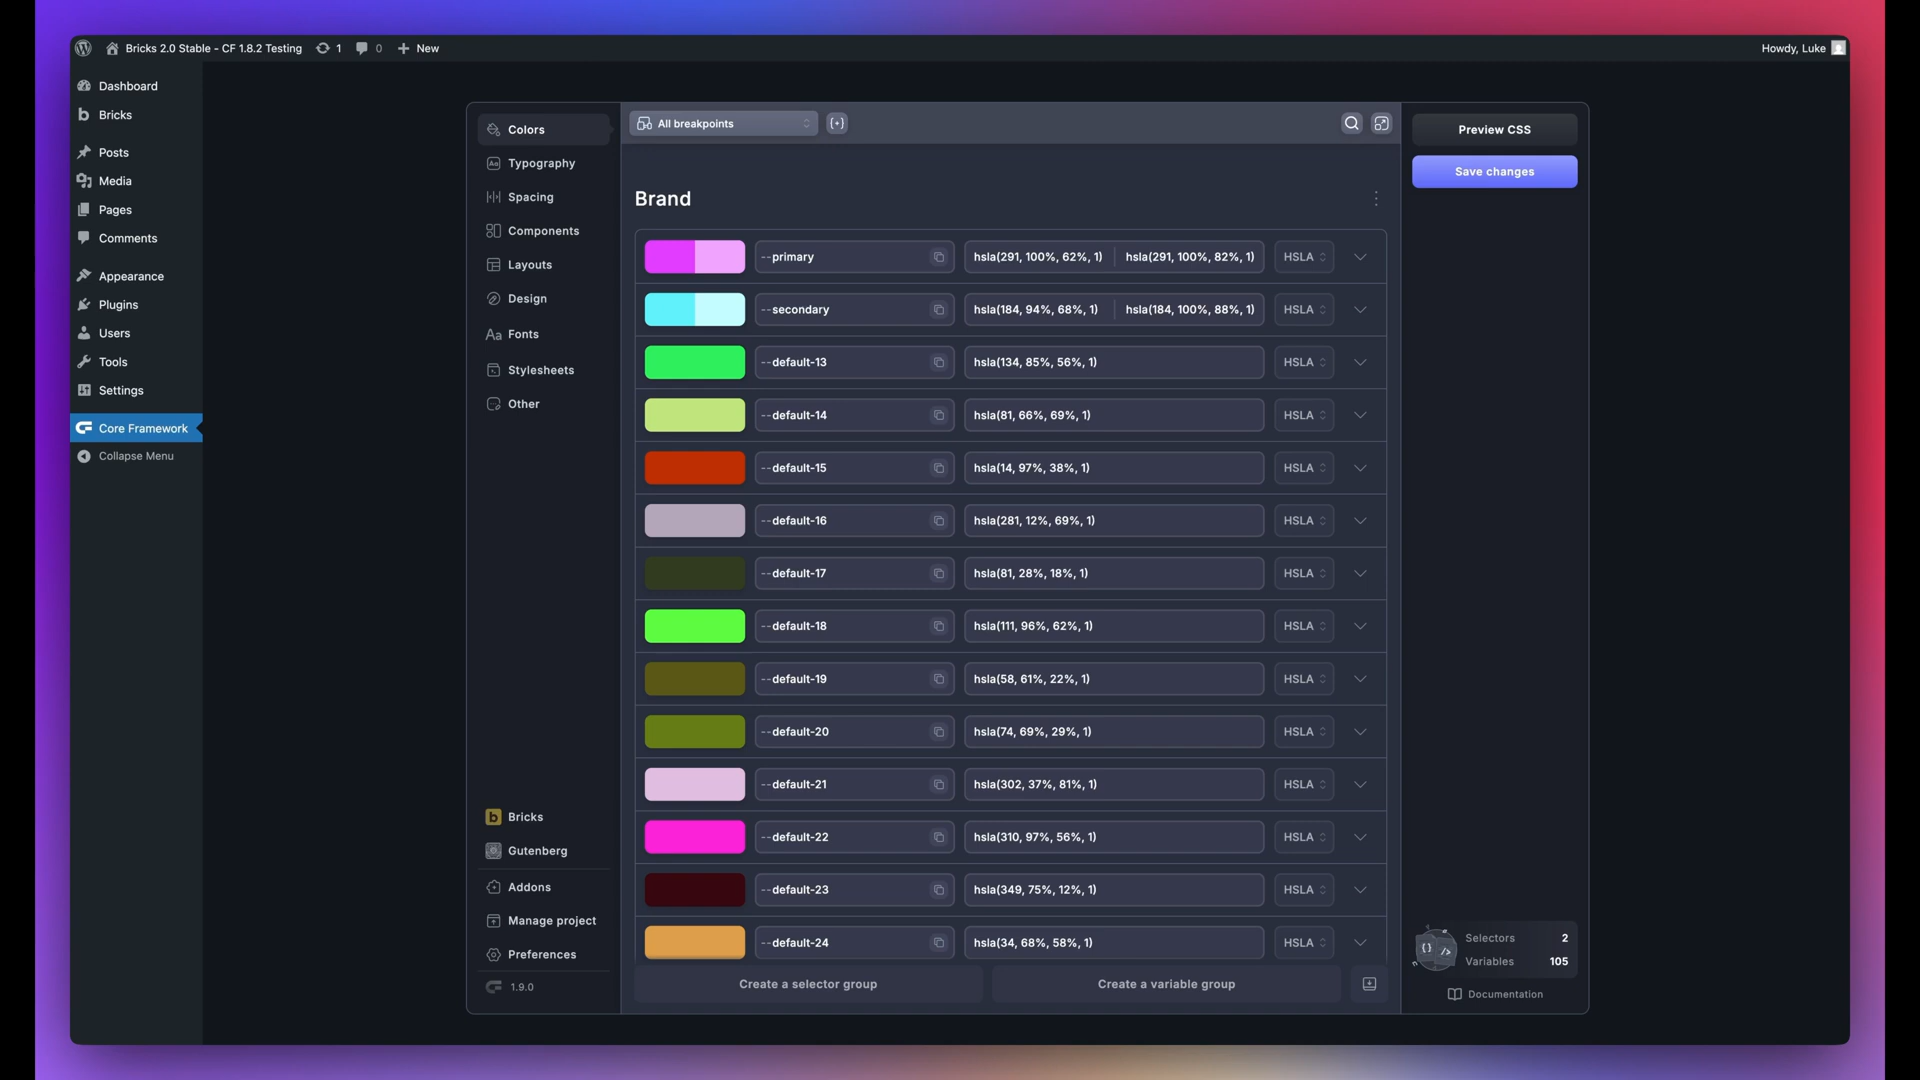 Bricks 2.0 Stable - CF 1.8.2 Testing 1 0 New Howdy, Luke
Dashboard
Bricks
Posts
Media
Pages
Comments
Appearance
Plugins
Users
Tools
Settings
Core Framework
Collapse Menu
Colors
Typography
Spacing
Components
Layouts
Design
Fonts
Stylesheets
Other
Bricks
Gutenberg
Addons
Manage project
Preferences
1.9.0
All breakpoints
Brand
--primary hsla(291, 100%, 62%, 1) hsla(291, 100%, 82%, 1) HSLA
--secondary hsla(184, 94%, 68%, 1) hsla(184, 100%, 88%, 1) HSLA
--default-13 hsla(134, 85%, 56%, 1) HSLA
--default-14 hsla(81, 66%, 69%, 1) HSLA
--default-15 hsla(14, 97%, 38%, 1) HSLA
--default-16 hsla(281, 12%, 69%, 1) HSLA
--default-17 hsla(81, 28%, 18%, 1) HSLA
--default-18 hsla(111, 96%, 62%, 1) HSLA
--default-19 hsla(58, 61%, 22%, 1) HSLA
--default-20 hsla(74, 69%, 29%, 1) HSLA
--default-21 hsla(302, 37%, 81%, 1) HSLA
--default-22 hsla(310, 97%, 56%, 1) HSLA
--default-23 hsla(349, 75%, 12%, 1) HSLA
--default-24 hsla(34, 68%, 58%, 1) HSLA
Create a selector group Create a variable group
Preview CSS
Save changes
Selectors 2
Variables 105
Documentation